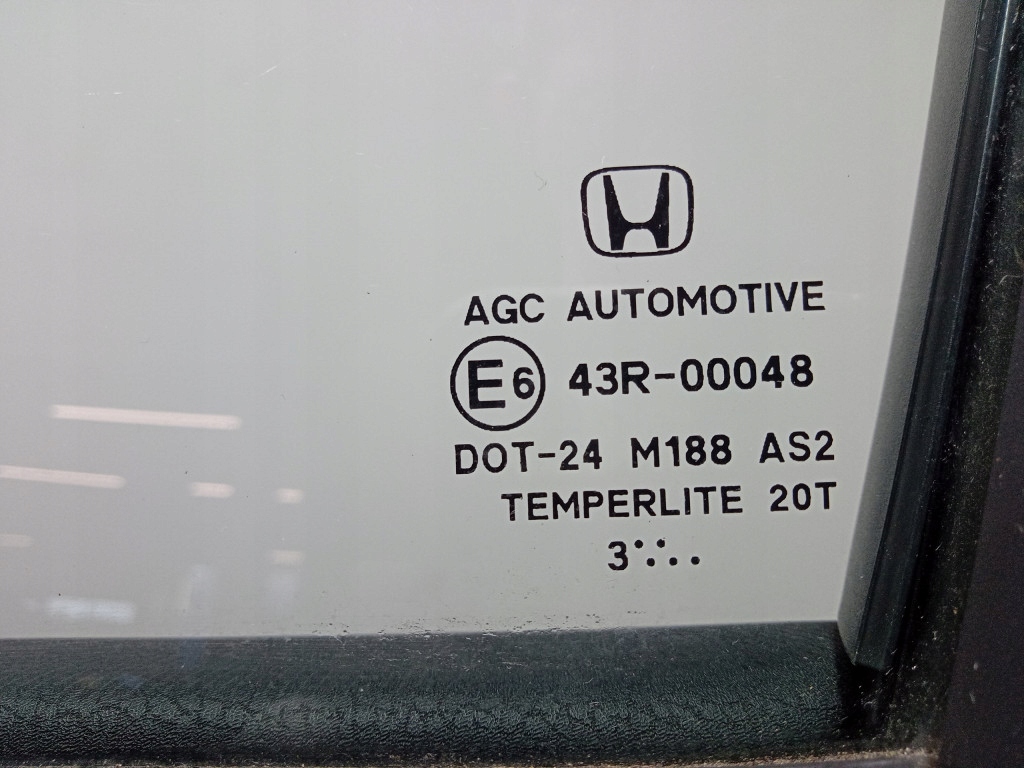 AGC AUTOMOTIVE
E6 43R-00048
DOT-24 M188 AS2
TEMPERLITE 20T
3